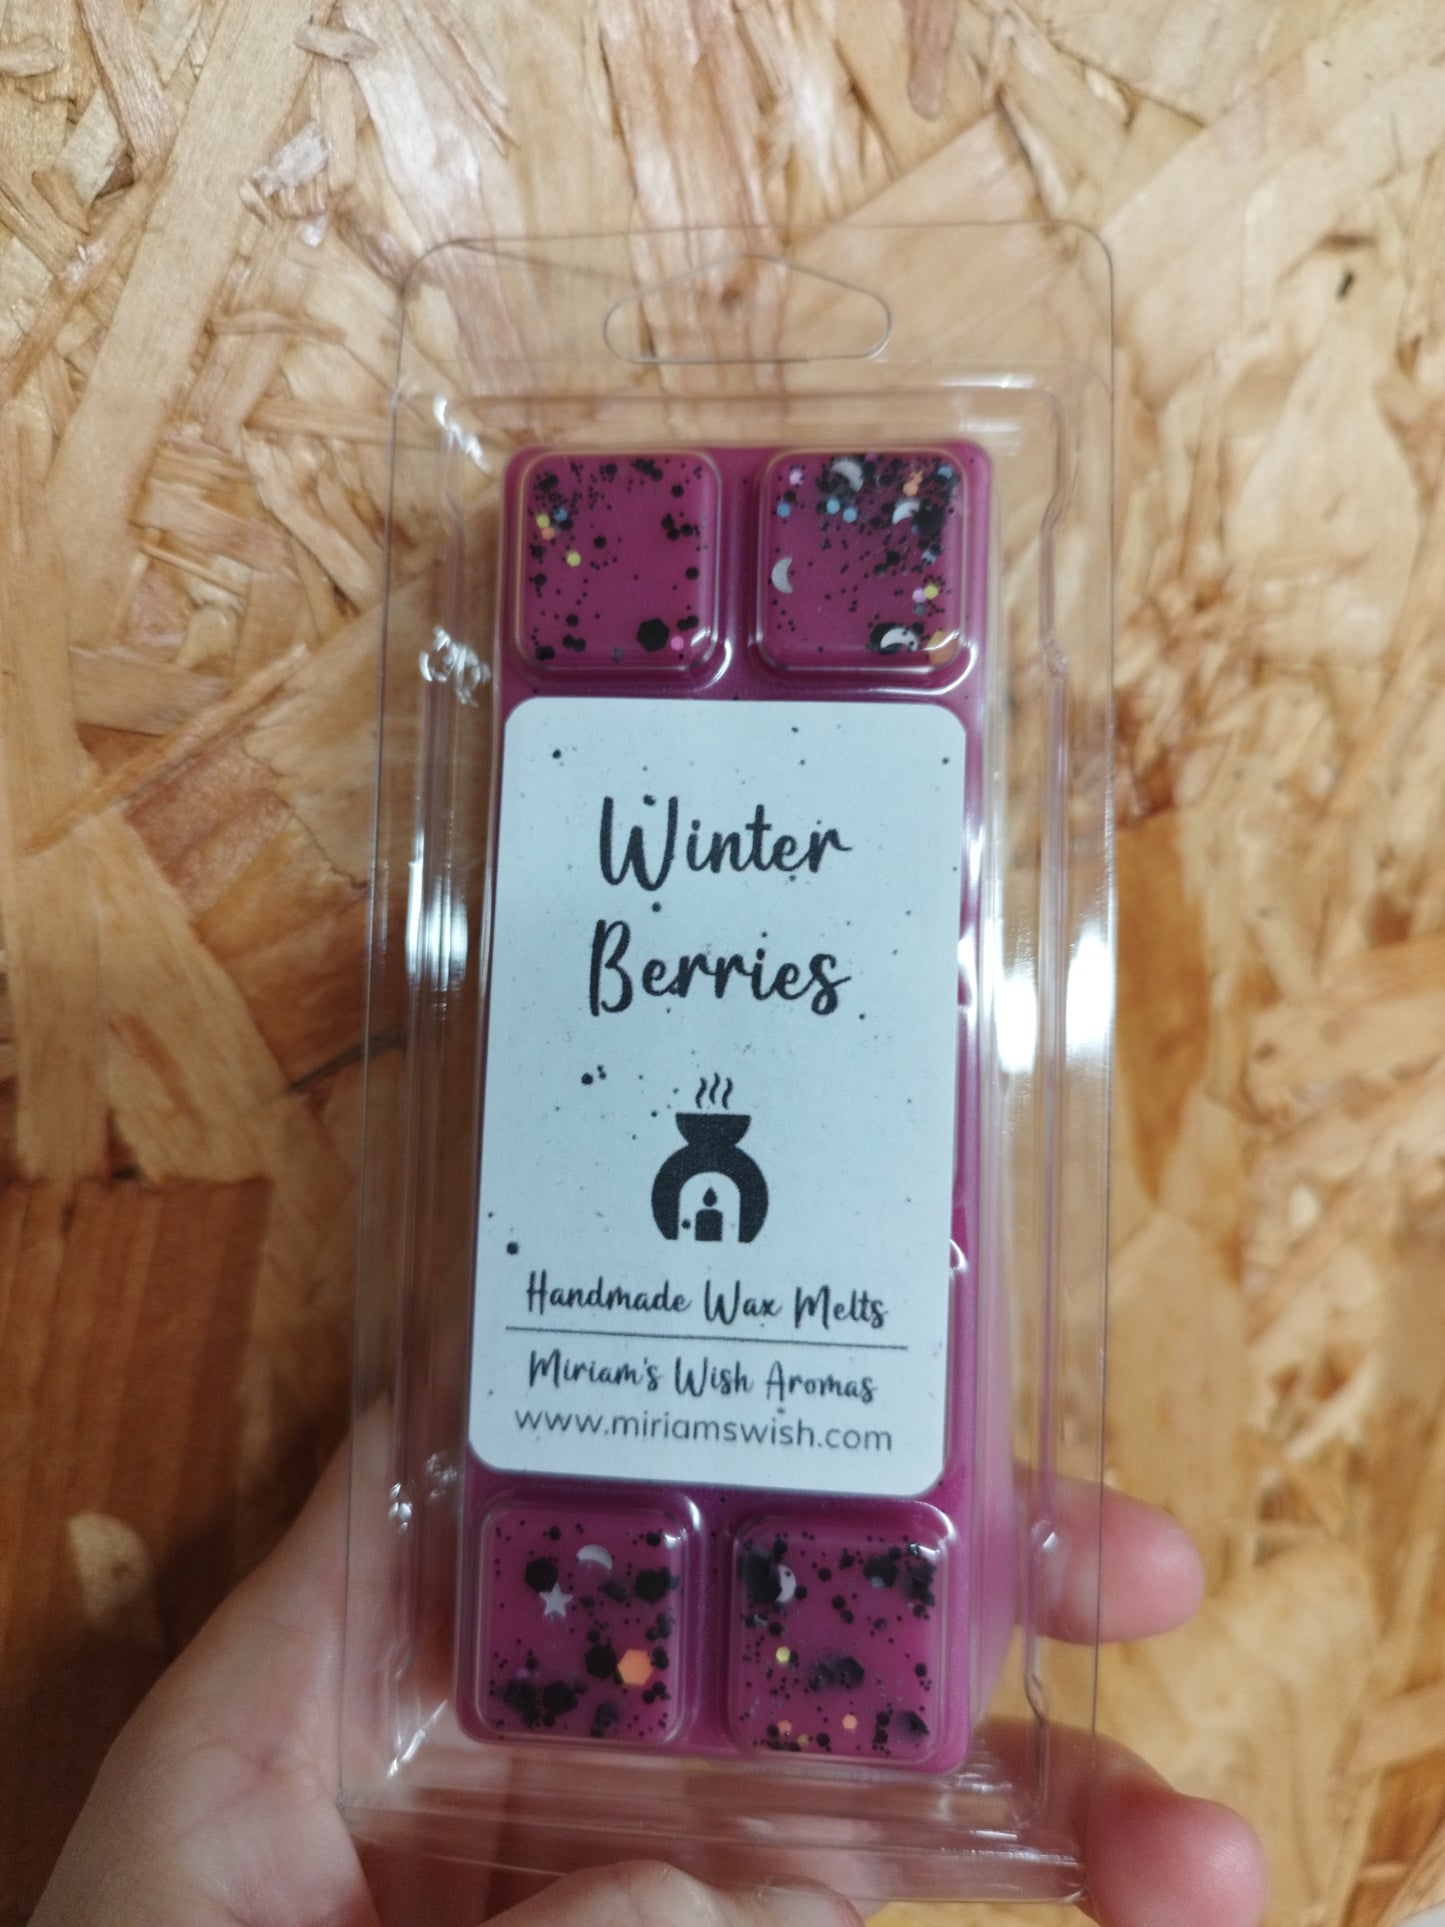 Winter
Berries
Handmade Wax Melts
Miriam's Wish Aromas
www.miriamswish.com